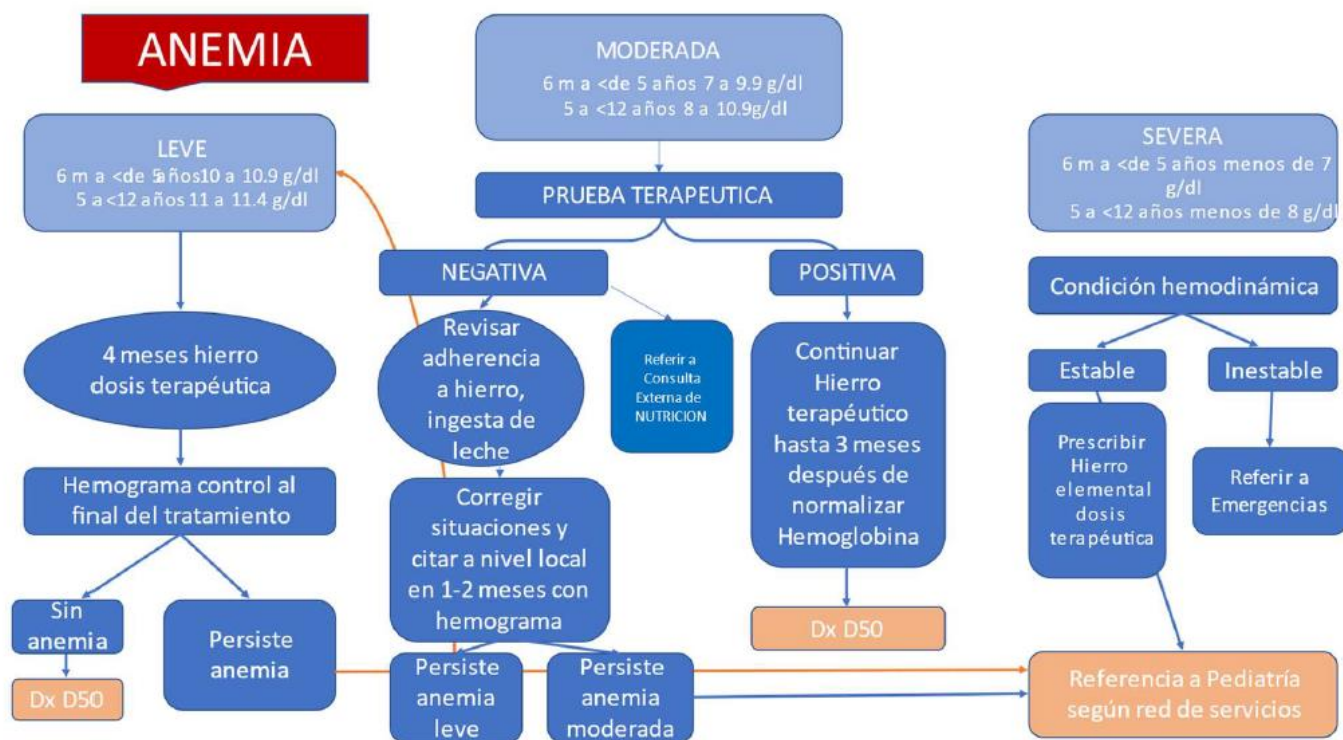 ANEMIA
MODERADA
6 m a <de 5 años 7 a 9.9 g/dl
5 a <12 años 8 a 10.9g/dl
LEVE
6 m a <de 5años10 a 10.9 g/dl
5 a <12 años 11 a 11.4 g/dl
SEVERA
6 m a <de 5 años menos de 7
g/dl
5 a <12 años menos de 8 g/dl
PRUEBA TERAPEUTICA
NEGATIVA
POSITIVA
Condición hemodinámica
4 meses hierro
dosis terapéutica
Revisar
adherencia
a hierro,
ingesta de
leche
Referir a
Consulta
Externa de
NUTRICION
Continuar
Hierro
terapéutico
hasta 3 meses
después de
normalizar
Hemoglobina
Estable
Inestable
Prescribir
Hierro
elemental
dosis
terapéutica
Referir a
Emergencias
Hemograma control al
final del tratamiento
Corregir
situaciones y
citar a nivel local
en 1-2 meses con
hemograma
Sin
anemia
Persiste
anemia
Dx D50
Dx D50
Persiste
anemia
leve
Persiste
anemia
moderada
Referencia a Pediatría
según red de servicios